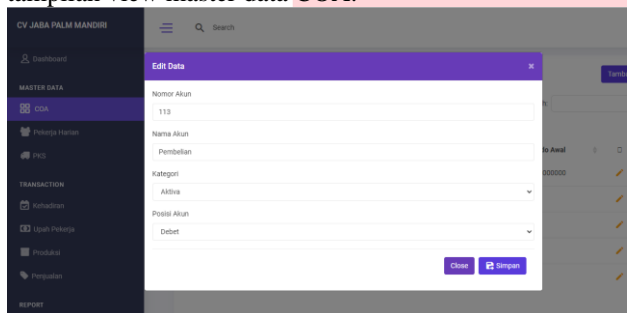 tampilan view master data COA.
CV JABA PALM MANDIRI
Search
Dashboard
Edit Data
×
Tamb
MASTER DATA
Nomor Akun
COA
113
Pekerja Harian
Nama Akun
Pembelian
do Awal
PKS
Kategori
000000
Aktiva
TRANSACTION
Posisi Akun
Kehadiran
Debet
Upah Pekerja
Produksi
Close Simpan
Penjualan
REPORT